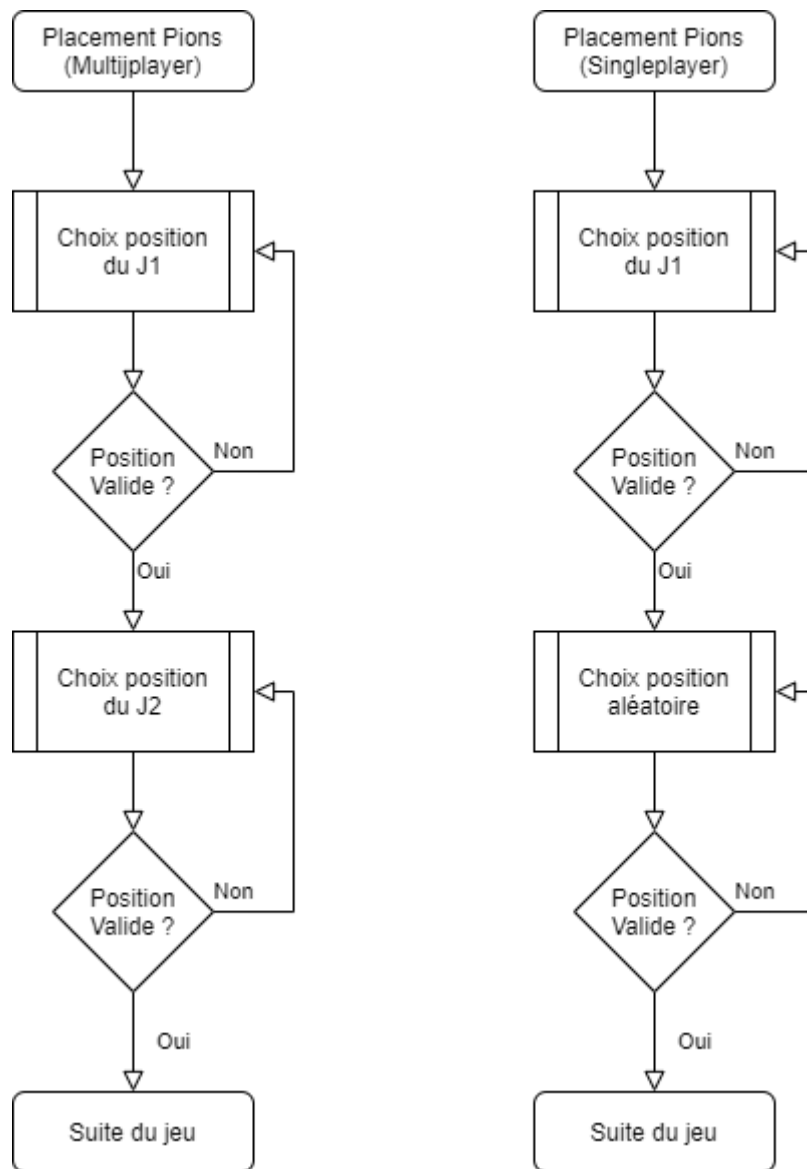 Placement Pions
(Multijplayer)
Choix position
du J1
Position
Valide ?
Non
Oui
Choix position
du J2
Position
Valide ?
Non
Oui
Suite du jeu
Placement Pions
(Singleplayer)
Choix position
du J1
Position
Valide ?
Non
Oui
Choix position
aléatoire
Position
Valide ?
Non
Oui
Suite du jeu